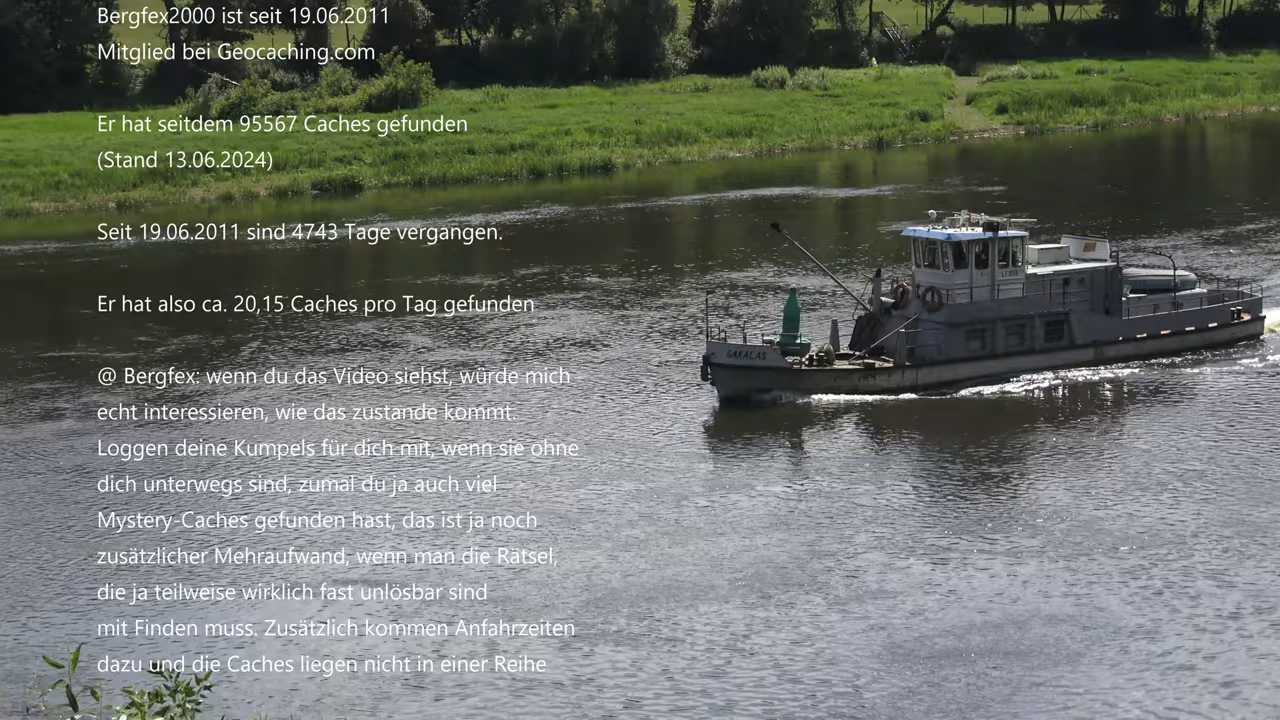 Bergfex2000 ist seit 19.06.2011
Mitglied bei Geocaching.com
Er hat seitdem 95567 Caches gefunden
(Stand 13.06.2024)
Seit 19.06.2011 sind 4743 Tage vergangen.
Er hat also ca. 20,15 Caches pro Tag gefunden
@ Bergfex: wenn du das Video siehst, würde mich
echt interessieren, wie das zustande kommt.
Loggen deine Kumpels für dich mit, wenn sie ohne
dich unterwegs sind, zumal du ja auch viel
Mystery-Caches gefunden hast, das ist ja noch
zusätzlicher Mehraufwand, wenn man die Rätsel,
die ja teilweise wirklich fast unlösbar sind
mit Finden muss. Zusätzlich kommen Anfahrzeiten
dazu und die Caches liegen nicht in einer Reihe
SAKALAS